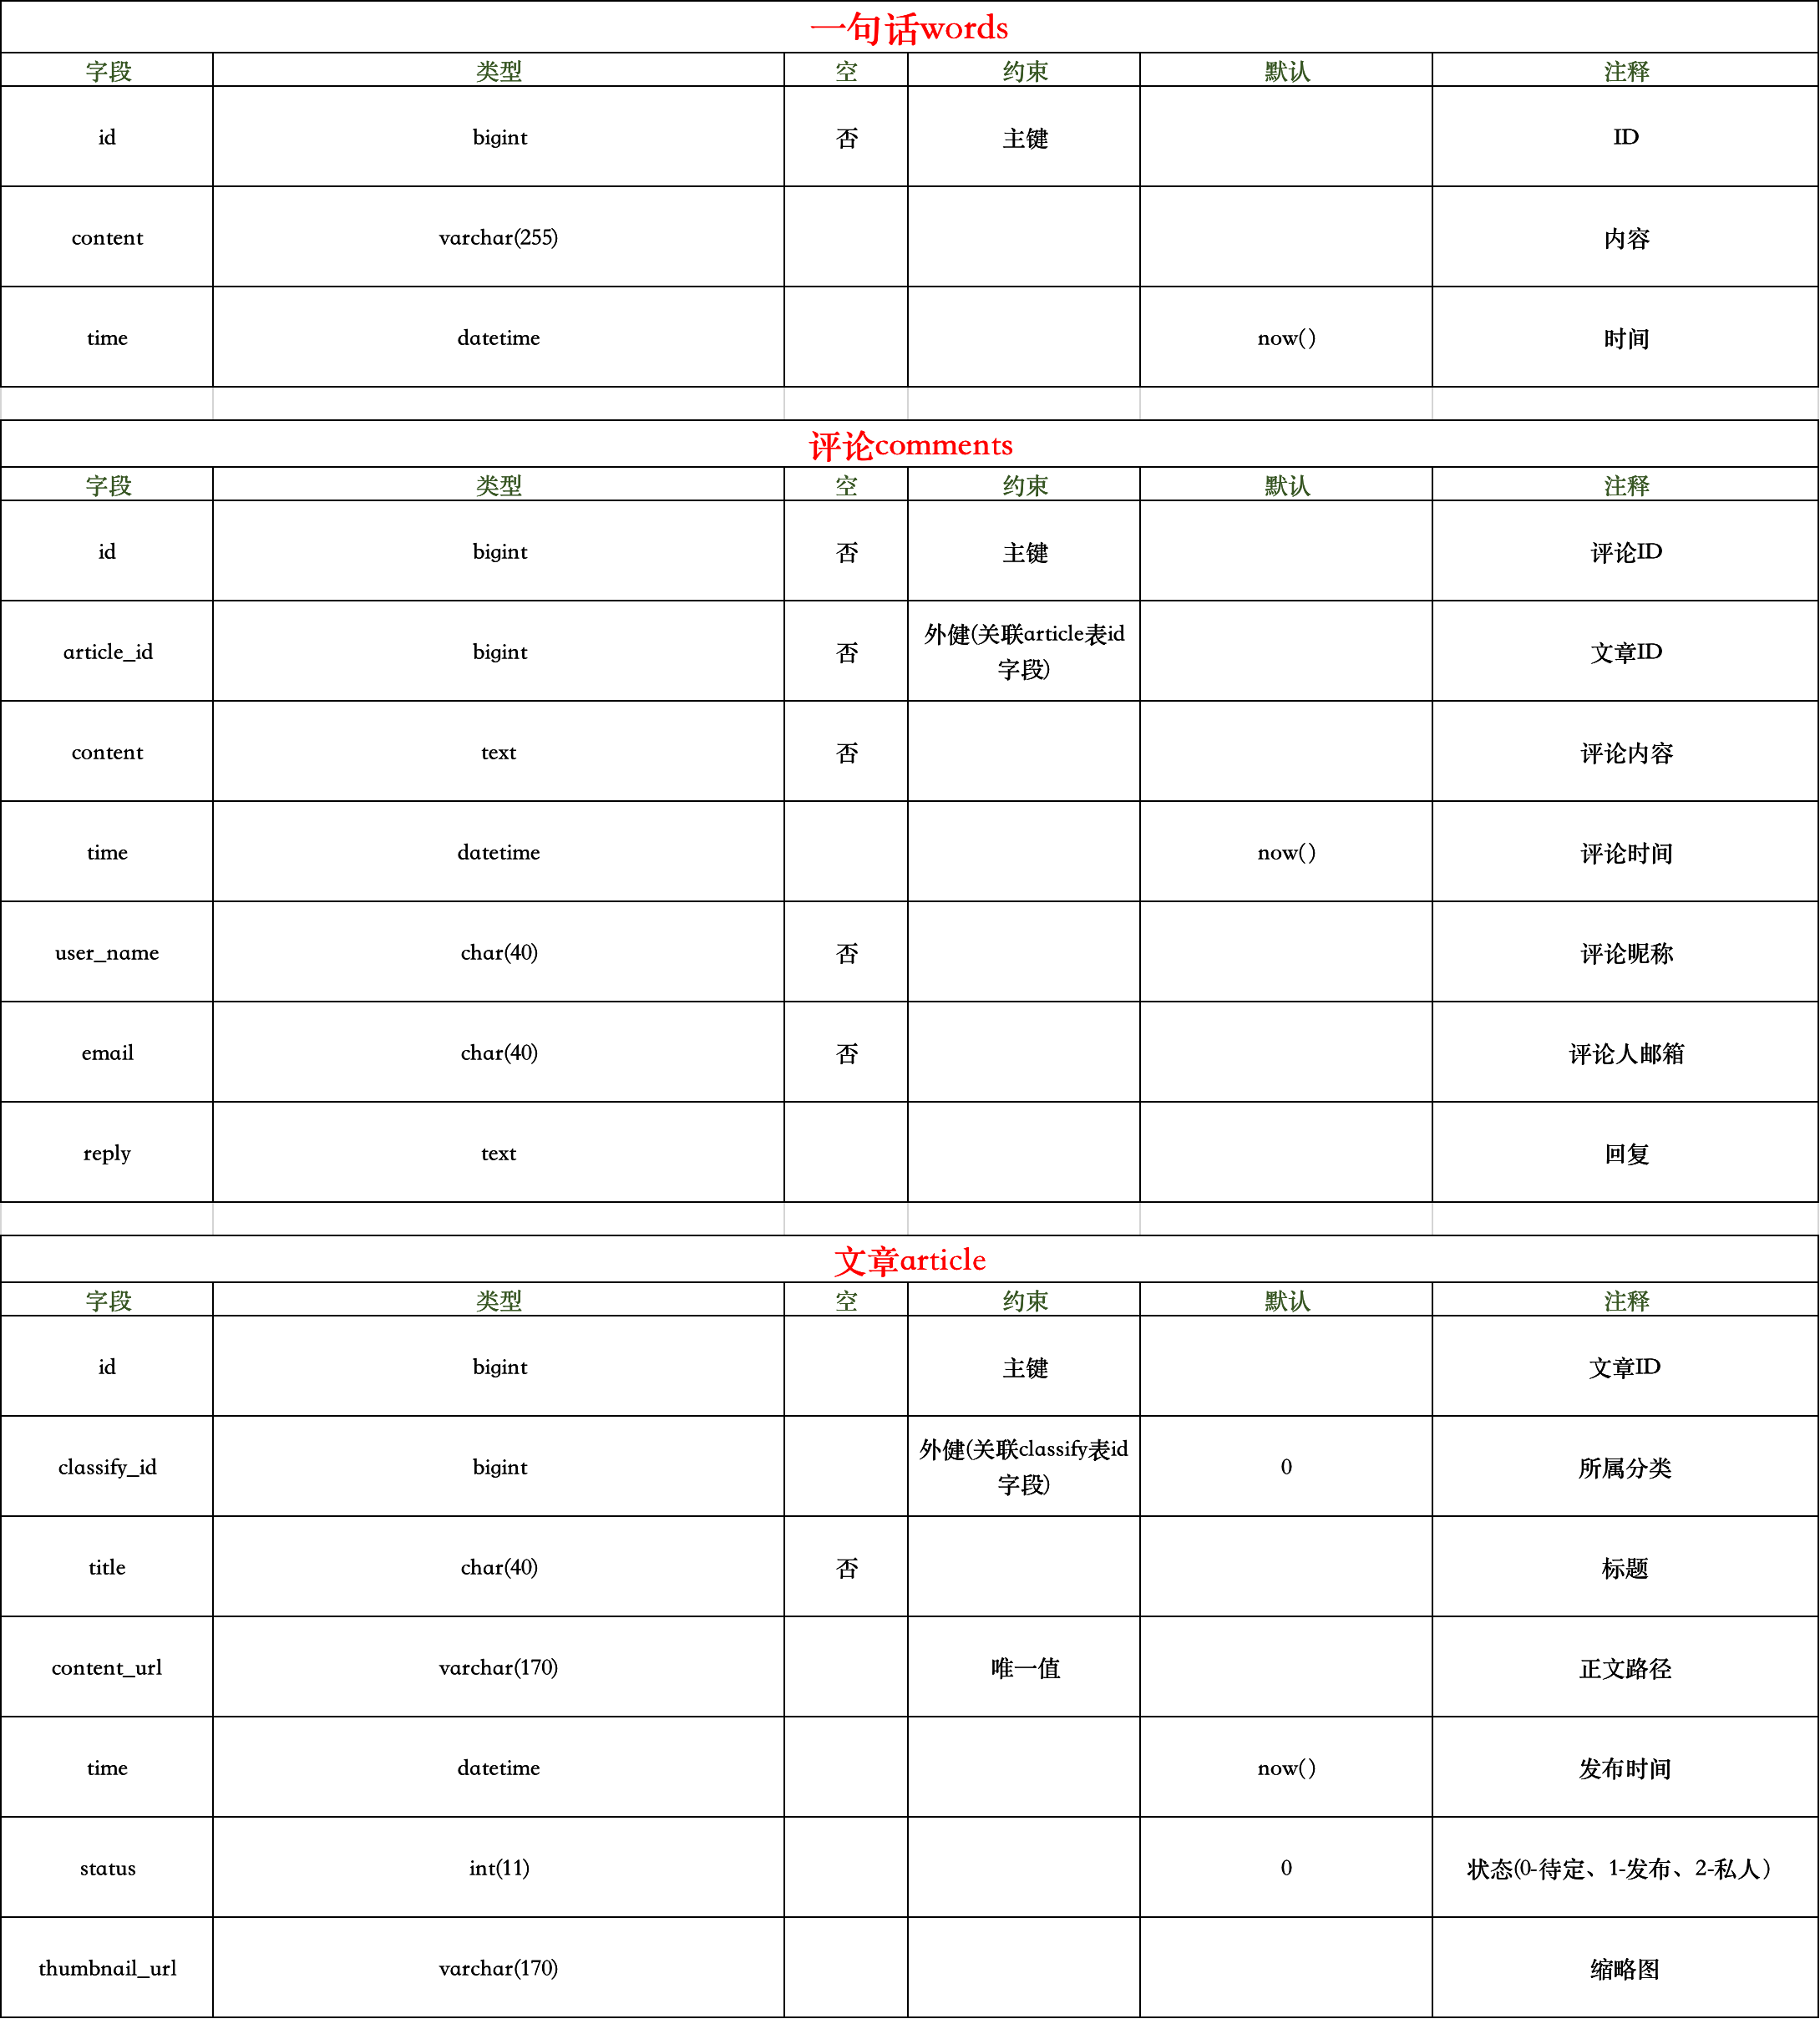 一句话words
字段 类型 空 约束 默认 注释
id bigint 否 主键 ID
content varchar(255) 内容
time datetime now() 时间
评论comments
字段 类型 空 约束 默认 注释
id bigint 否 主键 评论ID
article_id bigint 否 外健(关联article表id
字段) 文章ID
content text 否 评论内容
time datetime now() 评论时间
user_name char(40) 否 评论昵称
email char(40) 否 评论人邮箱
reply text 回复
文章article
字段 类型 空 约束 默认 注释
id bigint 主键 文章ID
classify_id bigint 外健(关联classify表id
字段) 0 所属分类
title char(40) 否 标题
content_url varchar(170) 唯一值 正文路径
time datetime now() 发布时间
status int(11) 0 状态(0-待定、1-发布、2-私人）
thumbnail_url varchar(170) 缩略图